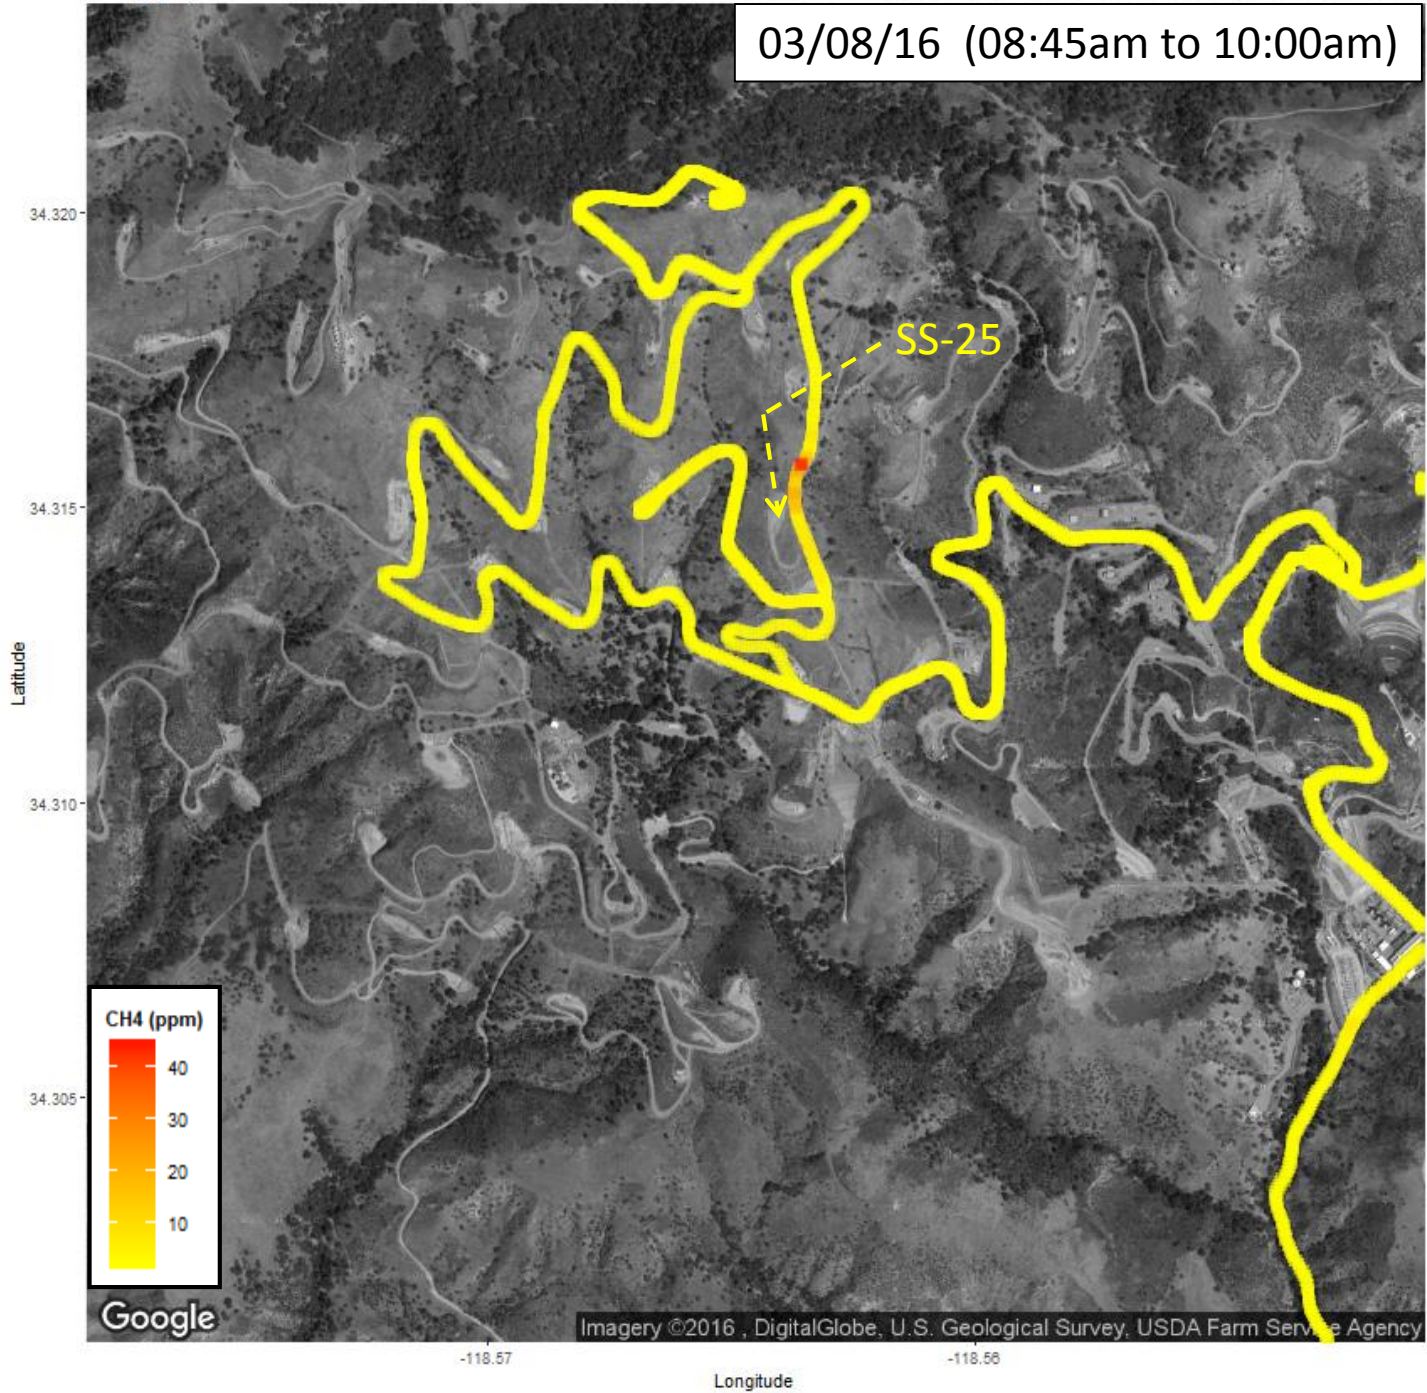 03/08/16  (08:45am to 10:00am)
34.320
SS-25
34.315
Latitude
34.310
CH4 (ppm)
40
30
34.305
20
10
Google
Imagery ©2016 , DigitalGlobe, U.S. Geological Survey, USDA Farm Service Agency
-118.57
-118.56
Longitude